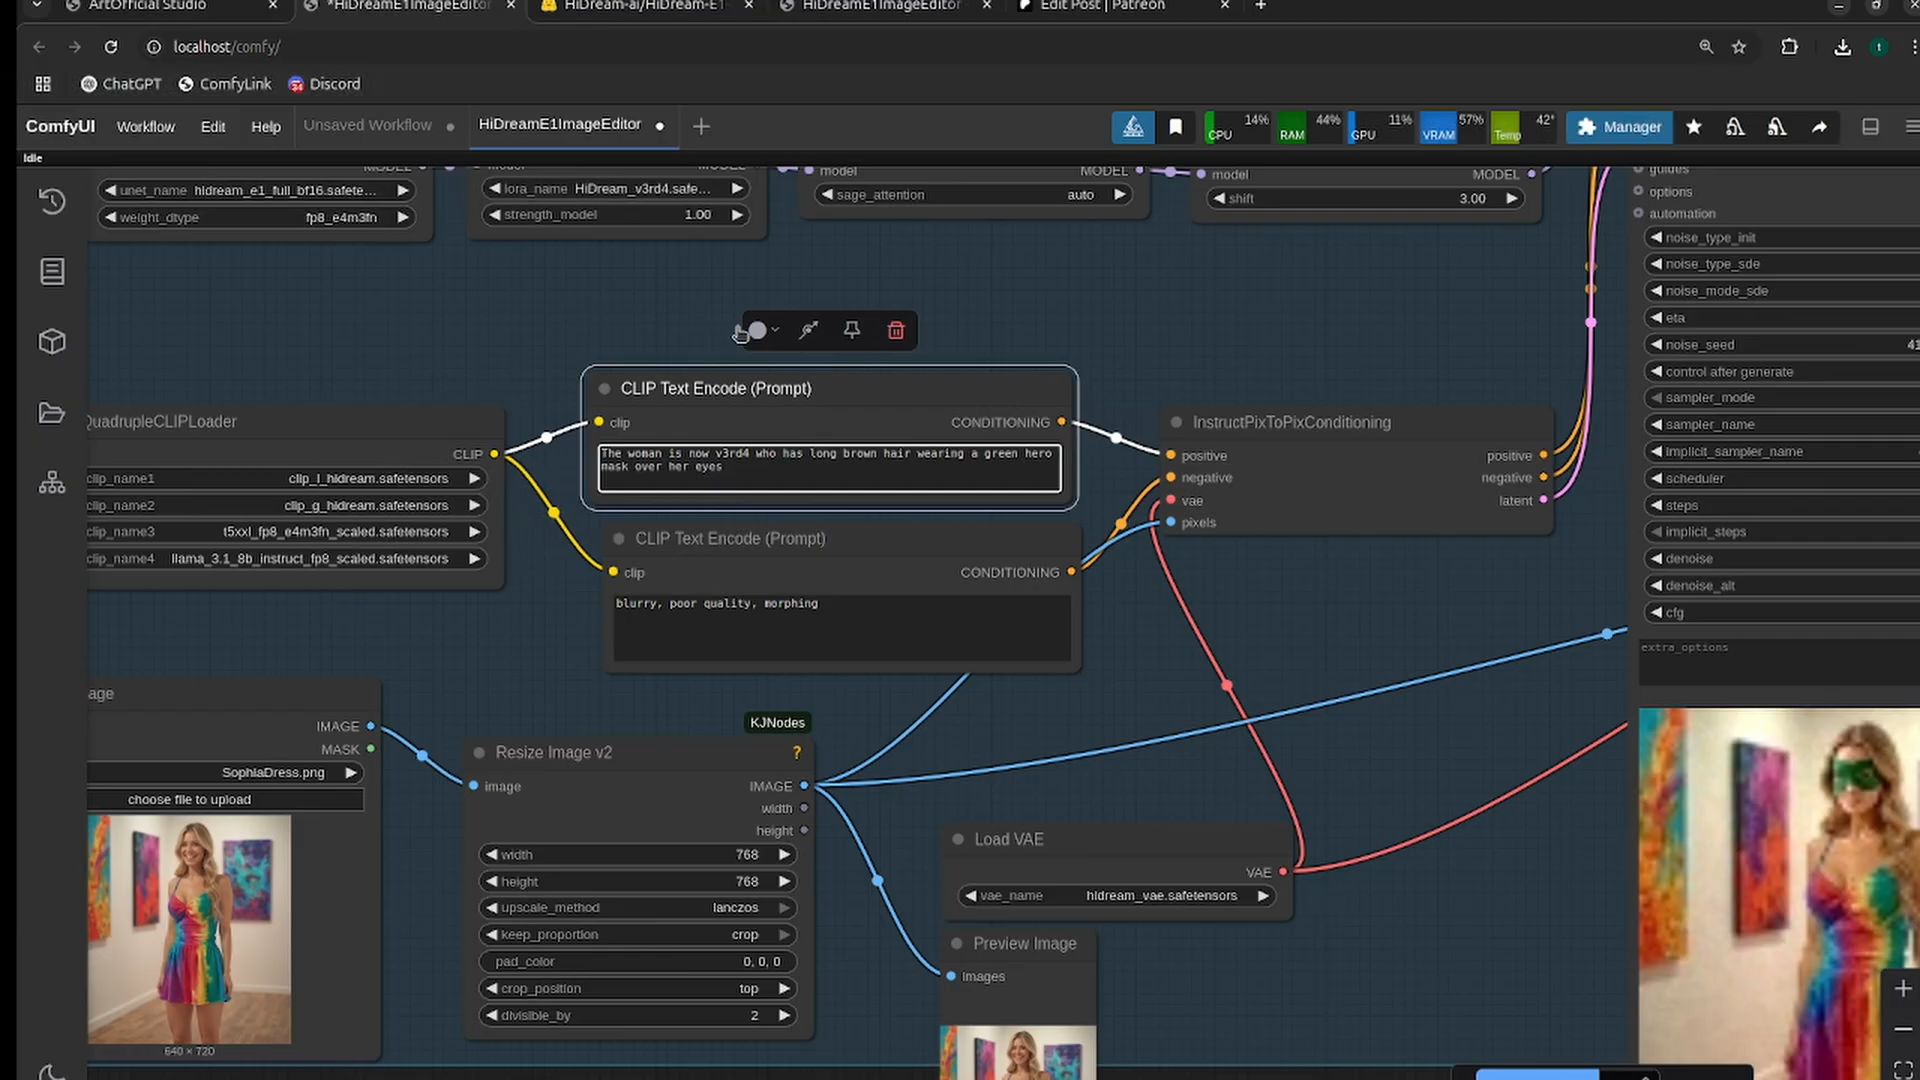 ArtOfficial Studio
*HiDreamE1ImageEditor
HiDream-ai/HiDream-E1
HiDreamE1ImageEditor
Edit Post | Patreon
localhost/comfy/
t
ChatGPT
ComfyLink
Discord
ComfyUI
Workflow
Edit
Help
Unsaved Workflow
HiDreamE1ImageEditor
CPU 14%
RAM 44%
GPU 11%
VRAM 57%
Temp 42°
Manager
Idle
unet_name hidream_e1_full_bf16.safete...
weight_dtype fp8_e4m3fn
lora_name HiDream_v3rd4.safe...
strength_model 1.00
model MODEL
sage_attention auto
model MODEL
shift 3.00
guides
options
automation
noise_type_init
noise_type_sde
noise_mode_sde
eta
noise_seed 41
control after generate
sampler_mode
sampler_name
implicit_sampler_name
scheduler
steps
implicit_steps
denoise
denoise_alt
cfg
extra_options
QuadrupleCLIPLoader
CLIP
clip_name1 clip_l_hidream.safetensors
clip_name2 clip_g_hidream.safetensors
clip_name3 t5xxl_fp8_e4m3fn_scaled.safetensors
clip_name4 llama_3.1_8b_instruct_fp8_scaled.safetensors
CLIP Text Encode (Prompt)
clip CONDITIONING
The woman is now v3rd4 who has long brown hair wearing a green hero
mask over her eyes
CLIP Text Encode (Prompt)
clip CONDITIONING
blurry, poor quality, morphing
InstructPixToPixConditioning
positive positive
negative negative
vae latent
pixels
age
IMAGE
MASK
SophiaDress.png
choose file to upload
640 × 720
KJNodes
Resize Image v2 ?
image IMAGE
width
height
width 768
height 768
upscale_method lanczos
keep_proportion crop
pad_color 0, 0, 0
crop_position top
divisible_by 2
Load VAE
VAE
vae_name hidream_vae.safetensors
Preview Image
images